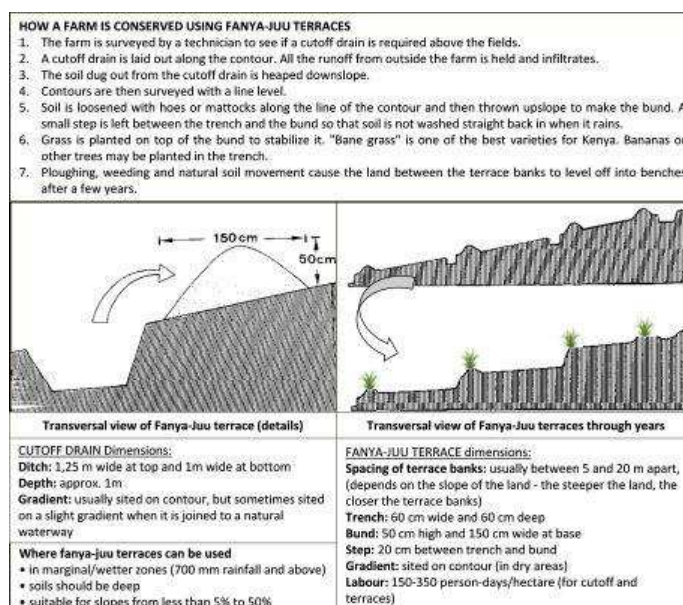 HOW A FARM IS CONSERVED USING FANYA-JUU TERRACES
1. The farm is surveyed by a technician to see if a cutoff drain is required above the fields.
2. A cutoff drain is laid out along the contour. All the runoff from outside the farm is held and infiltrates.
3. The soil dug out from the cutoff drain is heaped downslope.
4. Contours are then surveyed with a line level.
5. Soil is loosened with hoes or mattocks along the line of the contour and then thrown upslope to make the bund. A
small step is left between the trench and the bund so that soil is not washed straight back in when it rains.
6. Grass is planted on top of the bund to stabilize it. "Bane grass" is one of the best varieties for Kenya. Bananas or
other trees may be planted in the trench.
7. Ploughing, weeding and natural soil movement cause the land between the terrace banks to level off into benches
after a few years.
150 cm
50cm
Transversal view of Fanya-Juu terrace (details)
CUTOFF DRAIN Dimensions:
Ditch: 1,25 m wide at top and 1m wide at bottom
Depth: approx. 1m
Gradient: usually sited on contour, but sometimes sited
on a slight gradient when it is joined to a natural
waterway
Where fanya-juu terraces can be used
• in marginal/wetter zones (700 mm rainfall and above)
• soils should be deep
• suitable for slopes from less than 5% to 50%
Transversal view of Fanya-Juu terraces through years
FANYA-JUU TERRACE dimensions:
Spacing of terrace banks: usually between 5 and 20 m apart,
(depends on the slope of the land - the steeper the land, the
closer the terrace banks)
Trench: 60 cm wide and 60 cm deep
Bund: 50 cm high and 150 cm wide at base
Step: 20 cm between trench and bund
Gradient: sited on contour (in dry areas)
Labour: 150-350 person-days/hectare (for cutoff and
terraces)